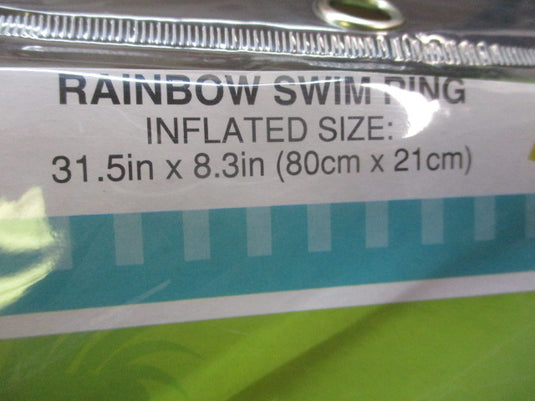 RAINBOW SWIM RING
INFLATED SIZE:
31.5in x 8.3in (80cm x 21cm)